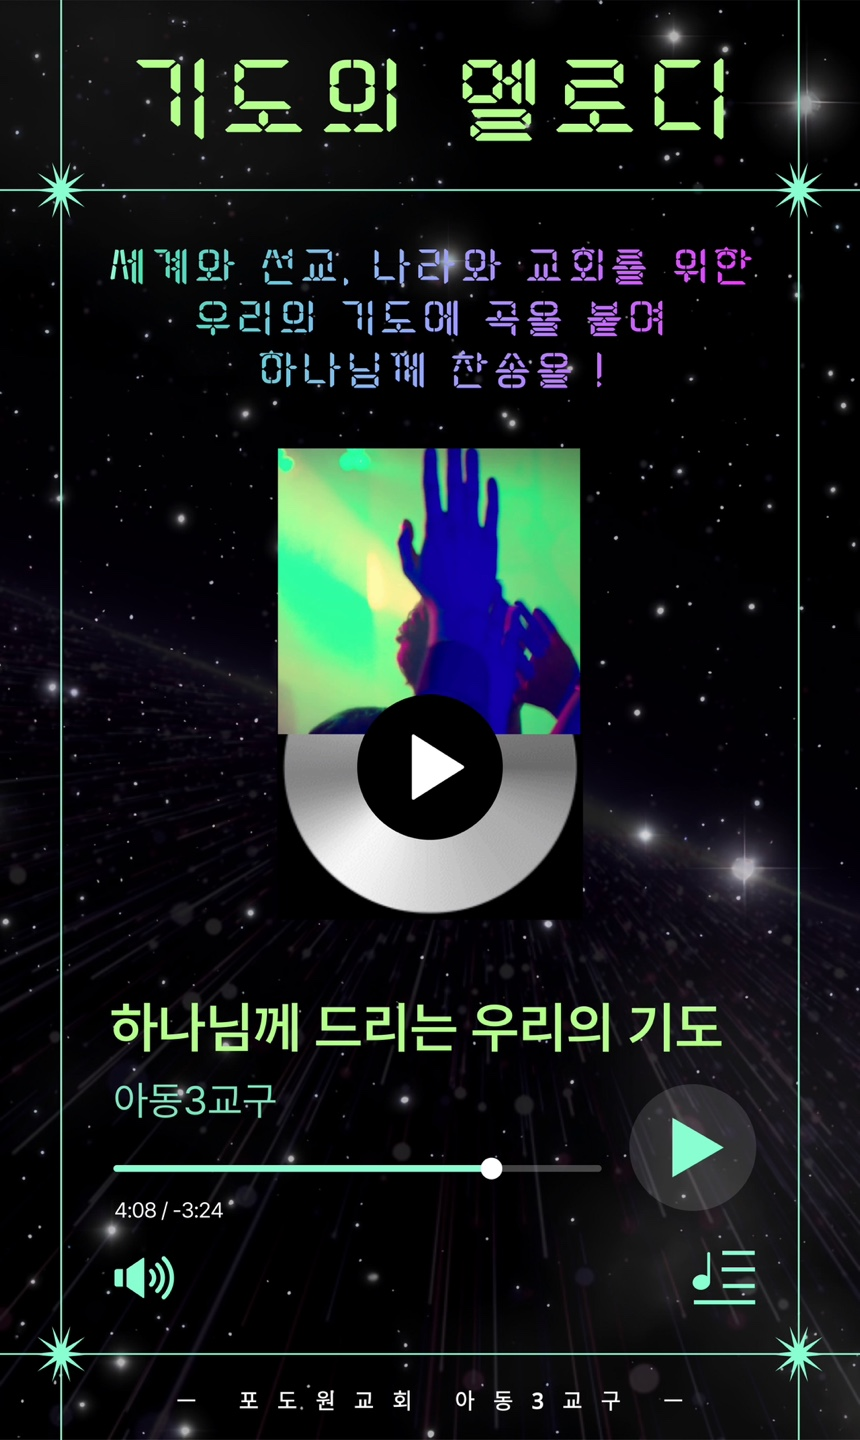 기도의 멜로디
세계와 선교, 나라와 교회를 위한
우리의 기도에 곡을 붙여
하나님께 찬송을 !
하나님께 드리는 우리의 기도
아동3교구
4:08 / -3:24
— 포도원교회 아동3교구 —